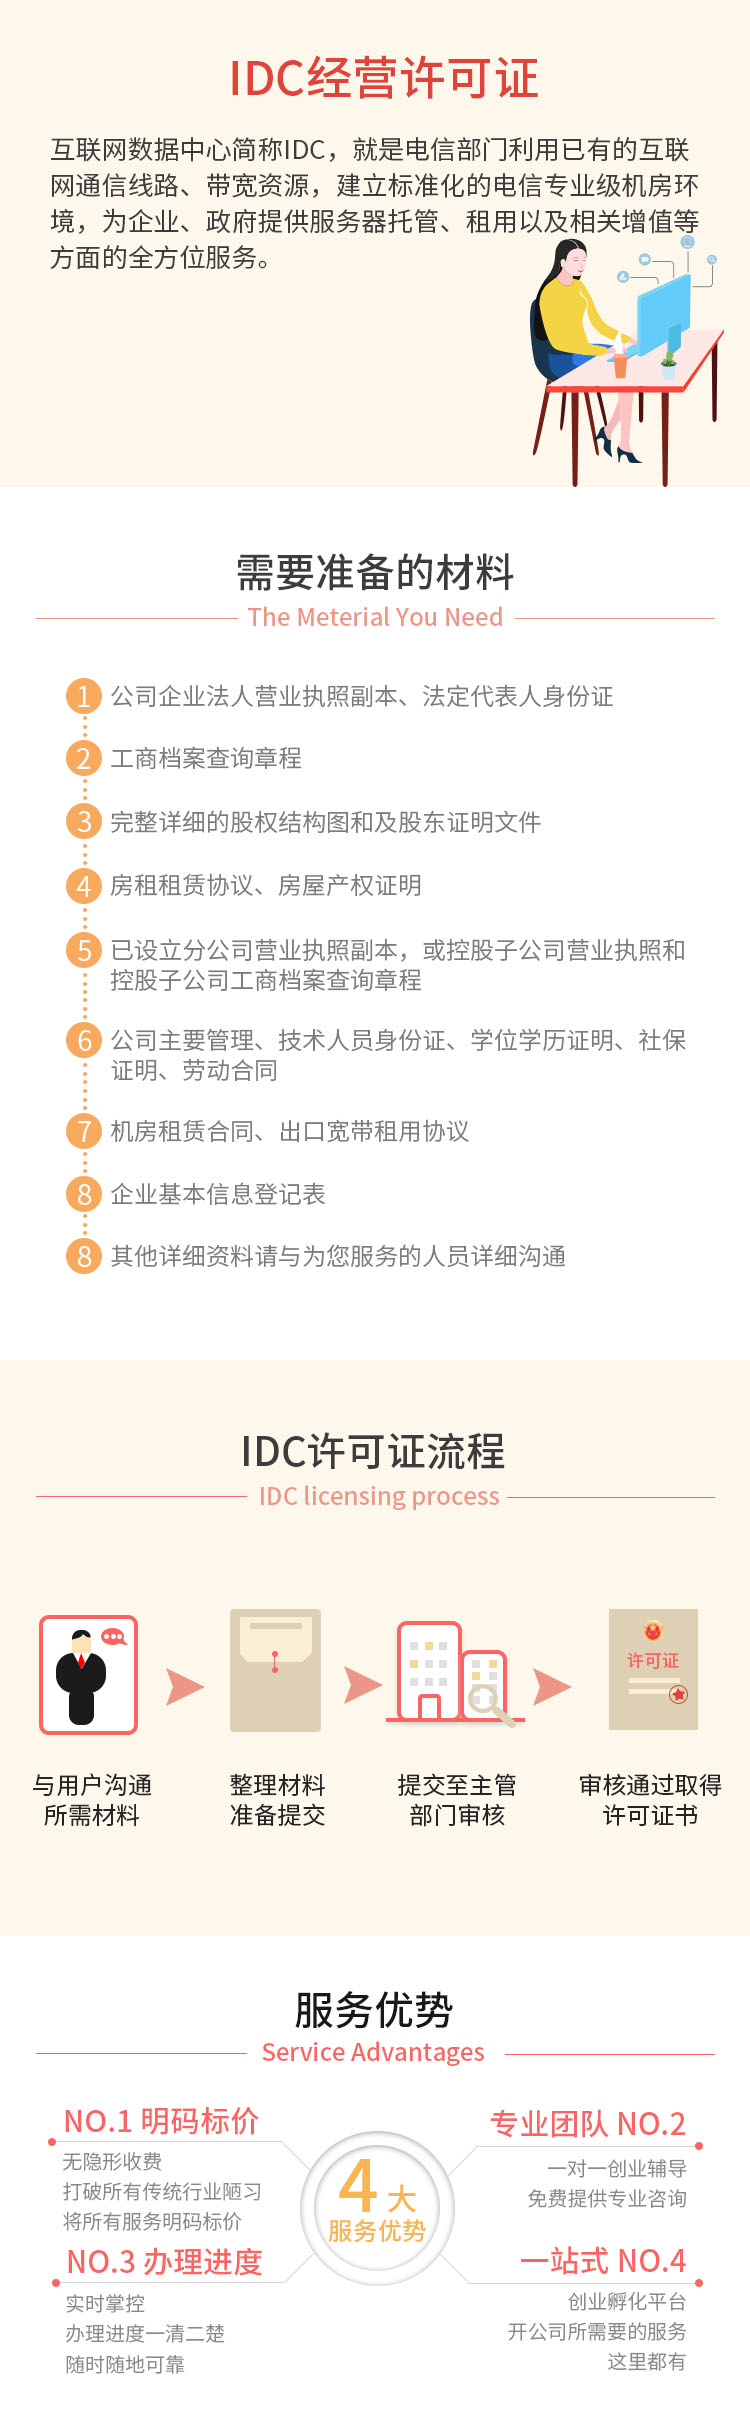 IDC经营许可证
互联网数据中心简称IDC，就是电信部门利用已有的互联
网通信线路、带宽资源，建立标准化的电信专业级机房环
境，为企业、政府提供服务器托管、租用以及相关增值等
方面的全方位服务。
需要准备的材料
The Meterial You Need
1 公司企业法人营业执照副本、法定代表人身份证
2 工商档案查询章程
3 完整详细的股权结构图和及股东证明文件
4 房租租赁协议、房屋产权证明
5 已设立分公司营业执照副本，或控股子公司营业执照和
控股子公司工商档案查询章程
6 公司主要管理、技术人员身份证、学位学历证明、社保
证明、劳动合同
7 机房租赁合同、出口宽带租用协议
8 企业基本信息登记表
8 其他详细资料请与为您服务的人员详细沟通
IDC许可证流程
IDC licensing process
许可证
与用户沟通
所需材料
整理材料
准备提交
提交至主管
部门审核
审核通过取得
许可证书
服务优势
Service Advantages
NO.1 明码标价
无隐形收费
打破所有传统行业陋习
将所有服务明码标价
专业团队 NO.2
一对一创业辅导
免费提供专业咨询
4大
服务优势
NO.3 办理进度
实时掌控
办理进度一清二楚
随时随地可靠
一站式 NO.4
创业孵化平台
开公司所需要的服务
这里都有